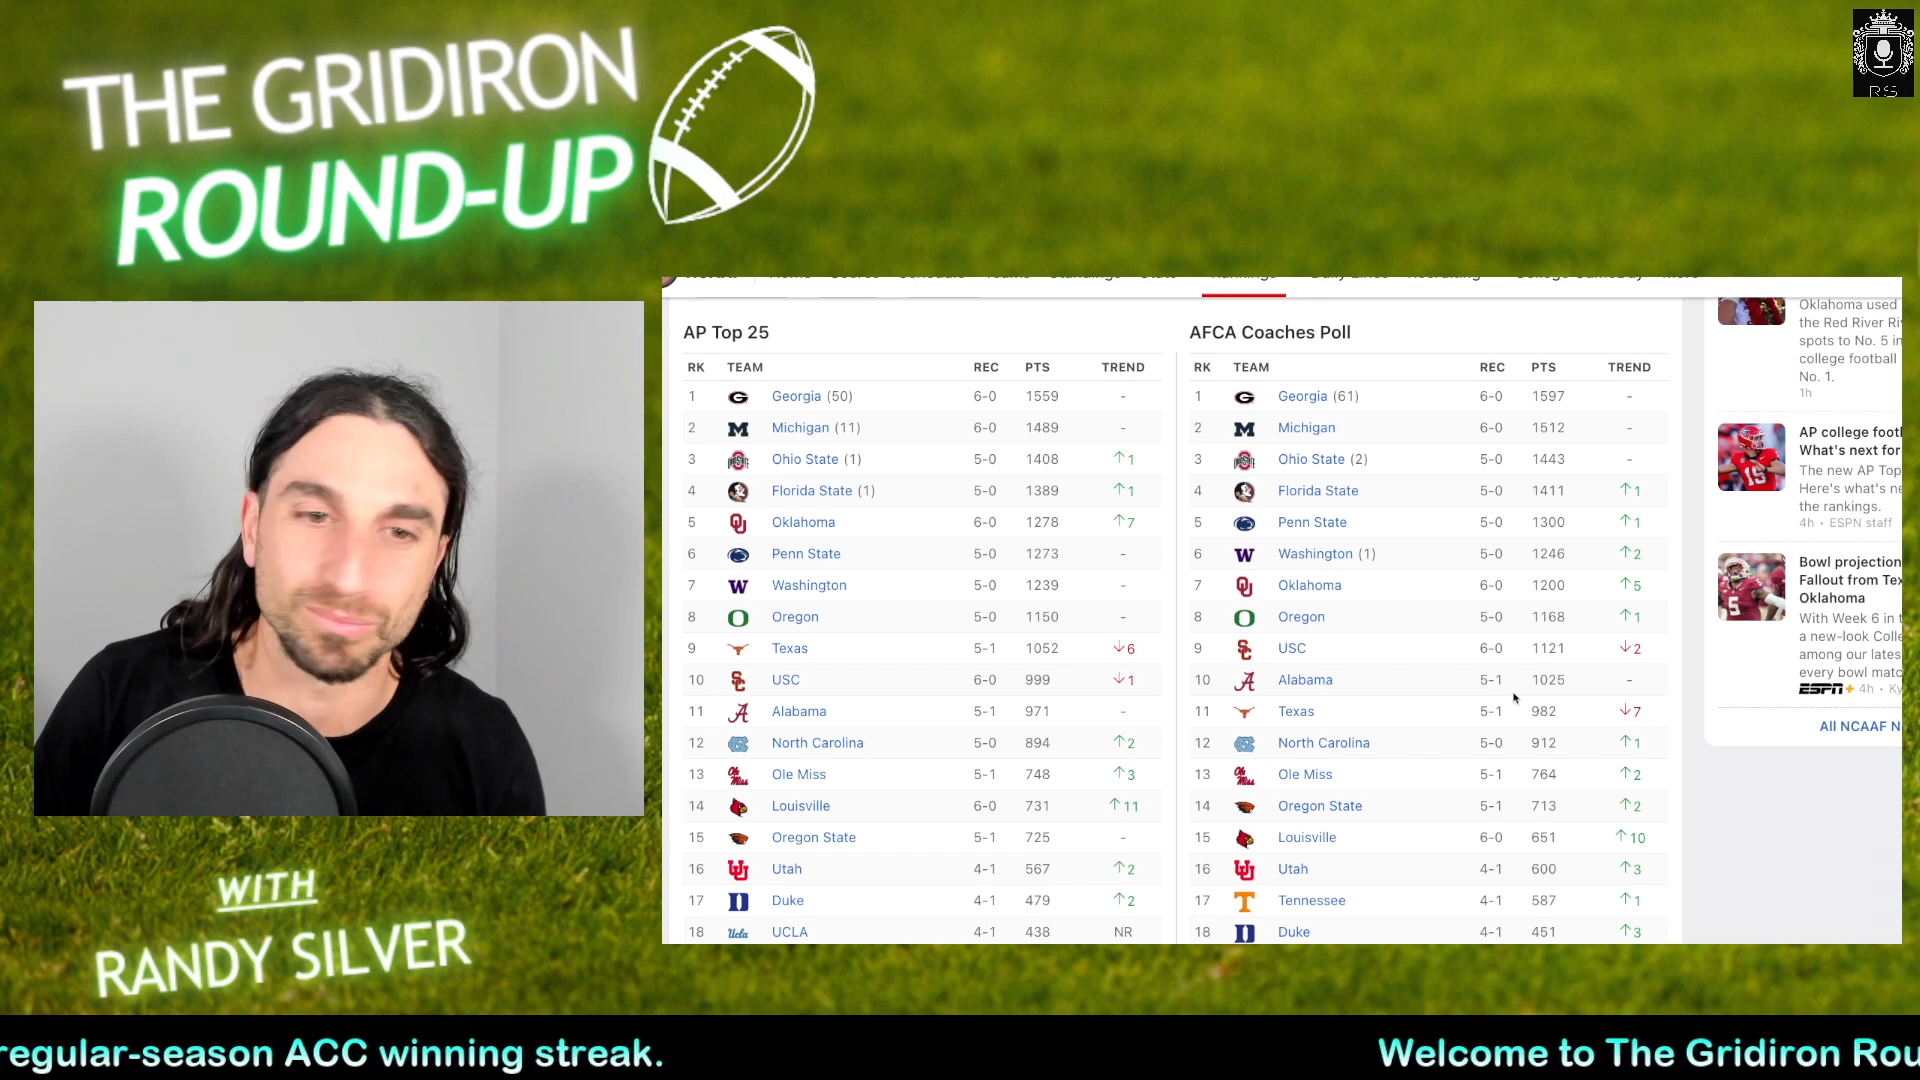 THE GRIDIRON
ROUND-UP
RS
AP Top 25
RK TEAM REC PTS TREND
1 Georgia (50) 6-0 1559 -
2 Michigan (11) 6-0 1489 -
3 Ohio State (1) 5-0 1408 ↑1
4 Florida State (1) 5-0 1389 ↑1
5 Oklahoma 6-0 1278 ↑7
6 Penn State 5-0 1273 -
7 Washington 5-0 1239 -
8 Oregon 5-0 1150 -
9 Texas 5-1 1052 ↓6
10 USC 6-0 999 ↓1
11 Alabama 5-1 971 -
12 North Carolina 5-0 894 ↑2
13 Ole Miss 5-1 748 ↑3
14 Louisville 6-0 731 ↑11
15 Oregon State 5-1 725 -
16 Utah 4-1 567 ↑2
17 Duke 4-1 479 ↑2
18 UCLA 4-1 438 NR
AFCA Coaches Poll
RK TEAM REC PTS TREND
1 Georgia (61) 6-0 1597 -
2 Michigan 6-0 1512 -
3 Ohio State (2) 5-0 1443 -
4 Florida State 5-0 1411 ↑1
5 Penn State 5-0 1300 ↑1
6 Washington (1) 5-0 1246 ↑2
7 Oklahoma 6-0 1200 ↑5
8 Oregon 5-0 1168 ↑1
9 USC 6-0 1121 ↓2
10 Alabama 5-1 1025 -
11 Texas 5-1 982 ↓7
12 North Carolina 5-0 912 ↑1
13 Ole Miss 5-1 764 ↑2
14 Oregon State 5-1 713 ↑2
15 Louisville 6-0 651 ↑10
16 Utah 4-1 600 ↑3
17 Tennessee 4-1 587 ↑1
18 Duke 4-1 451 ↑3
Oklahoma used
the Red River Ri
spots to No. 5 in
college football
No. 1.
1h
AP college foot
What's next for
The new AP Top
Here's what's ne
the rankings.
4h • ESPN staff
Bowl projection
Fallout from Tex
Oklahoma
With Week 6 in t
a new-look Colle
among our lates
every bowl matc
ESPN+ 4h • Ky
All NCAAF N
WITH
RANDY SILVER
regular-season ACC winning streak.
Welcome to The Gridiron Rou